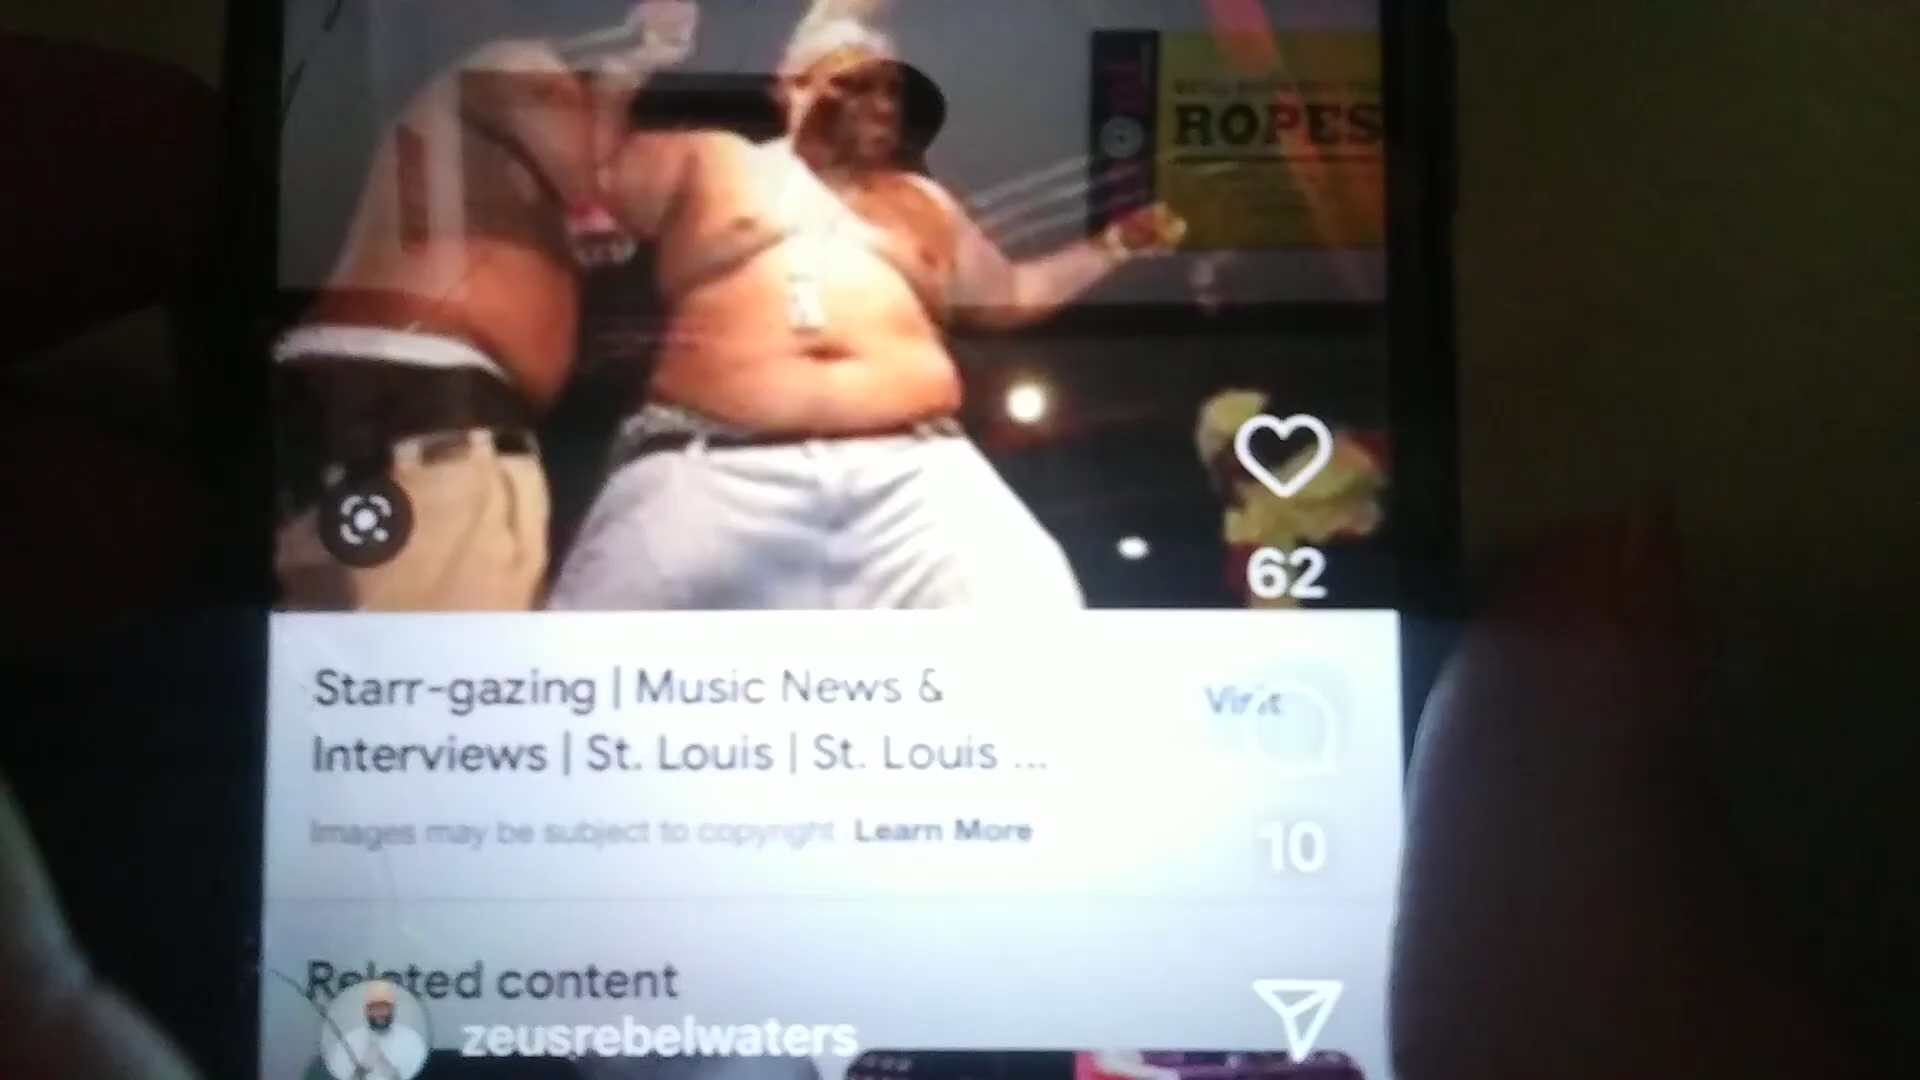 ROPES
62
Starr-gazing | Music News &
Interviews | St. Louis | St. Louis ...
Visit
Images may be subject to copyright. Learn More
10
Related content
zeusrebelwaters